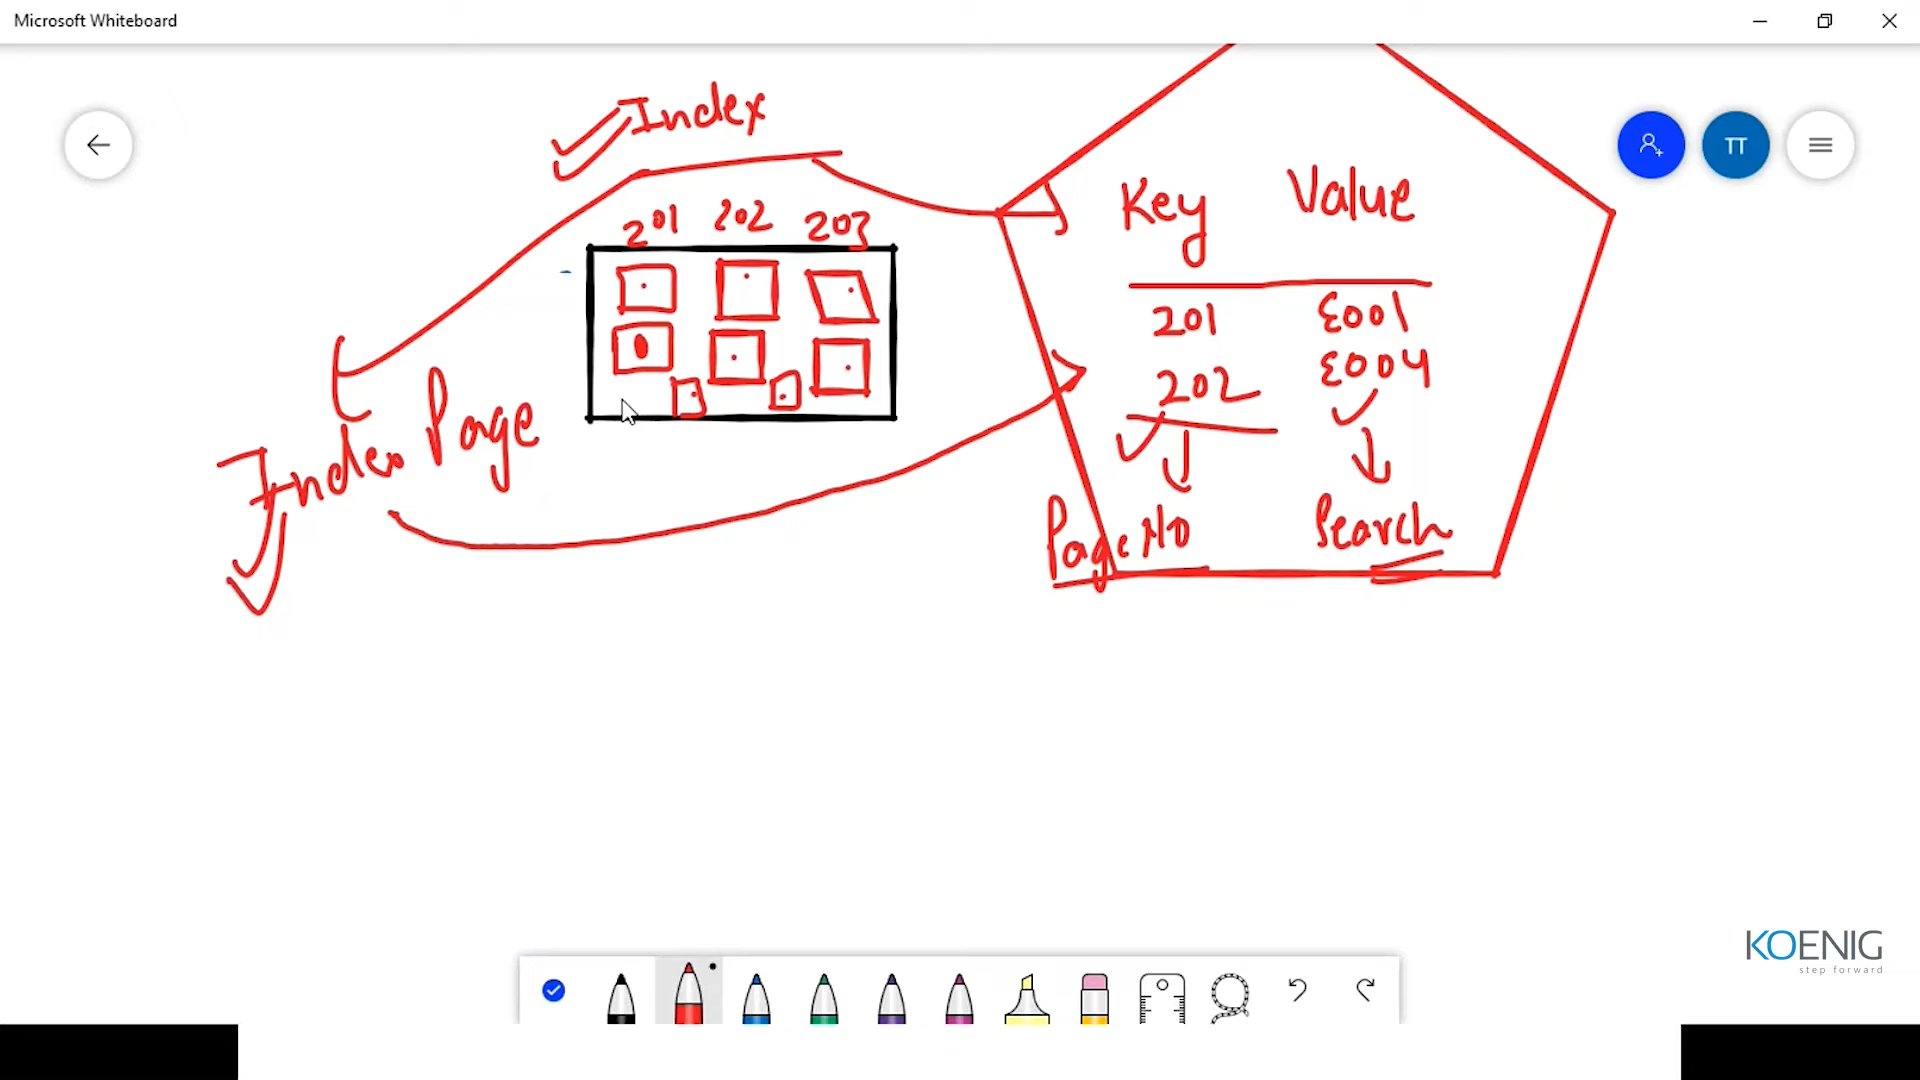 Microsoft Whiteboard
Index
201 202 203
Index Page
Key Value
201 E001
202 E004
Page No Search
TT
KOENIG
step forward